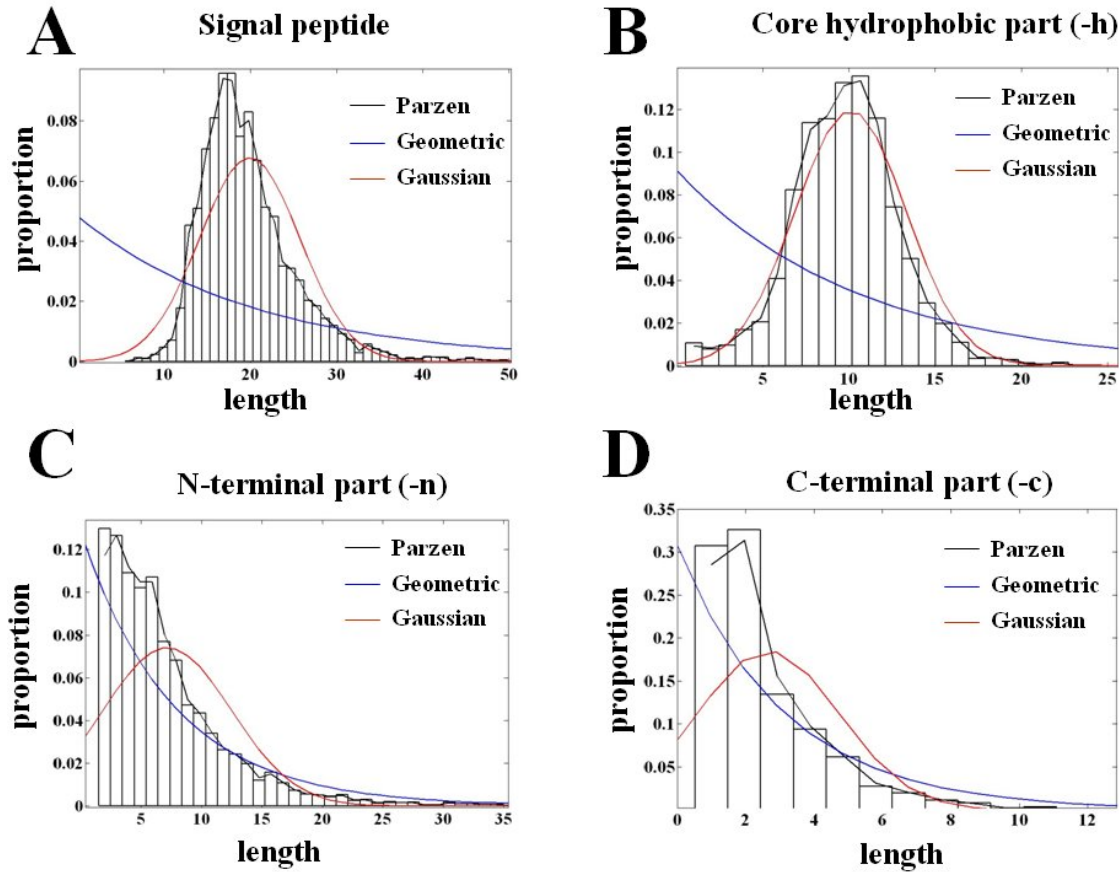 A
Signal peptide
proportion
0.08
0.06
0.04
0.02
0
Parzen
Geometric
Gaussian
10
20
30
40
50
length
B
Core hydrophobic part (-h)
proportion
0.12
0.10
0.08
0.06
0.04
0.02
0
Parzen
Geometric
Gaussian
5
10
15
20
25
length
C
N-terminal part (-n)
proportion
0.12
0.1
0.08
0.06
0.04
0.02
0
Parzen
Geometric
Gaussian
5
10
15
20
25
30
35
length
D
C-terminal part (-c)
proportion
0.35
0.3
0.25
0.2
0.15
0.1
0.05
Parzen
Geometric
Gaussian
0
2
4
6
8
10
12
length